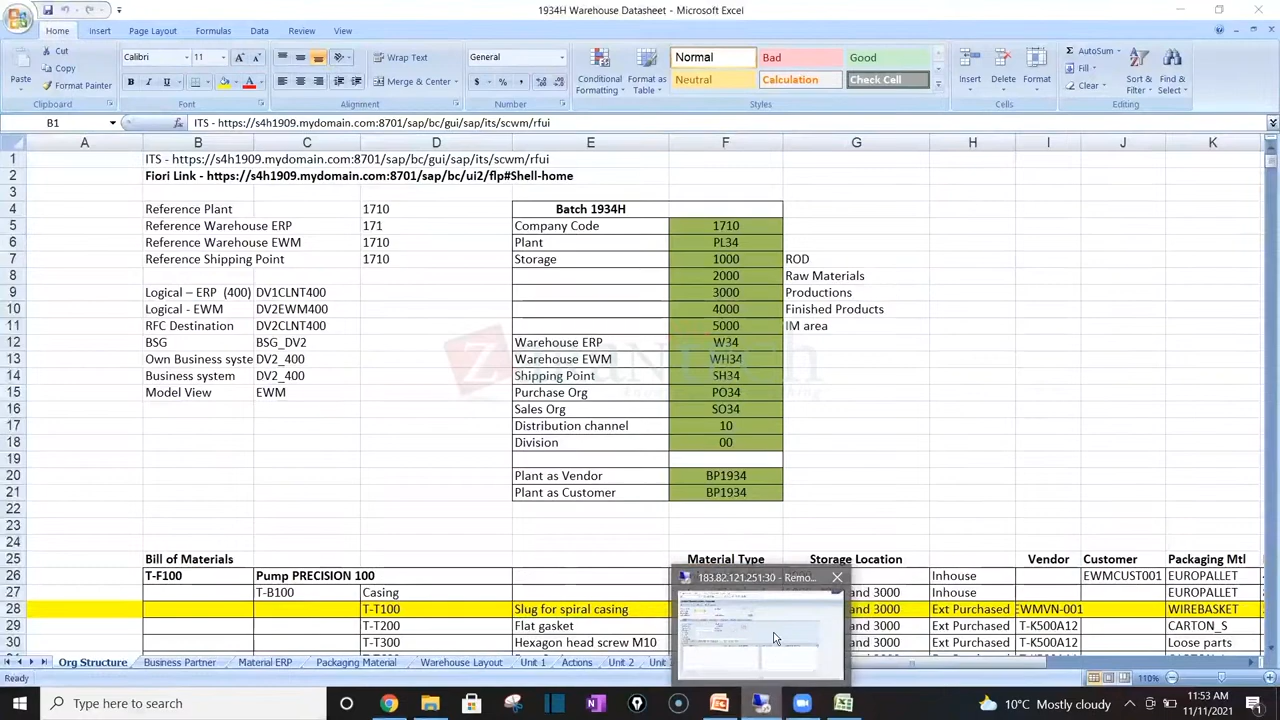 1934H Warehouse Datasheet - Microsoft Excel
Home Insert Page Layout Formulas Data Review View
Cut
Copy
Format Painter
Paste
Clipboard
Calibri 11
B I U
Font
Wrap Text
Merge & Center
Alignment
General
$ % ,
Number
Conditional Formatting
Format as Table
Normal Bad Good
Neutral Calculation Check Cell
Styles
Insert Delete Format
Cells
AutoSum
Fill
Clear
Sort & Filter
Find & Select
Editing
B1 fx ITS - https://s4h1909.mydomain.com:8701/sap/bc/gui/sap/its/scwm/rfui
A B C D E F G H I J K
1 ITS - https://s4h1909.mydomain.com:8701/sap/bc/gui/sap/its/scwm/rfui
2 Fiori Link - https://s4h1909.mydomain.com:8701/sap/bc/ui2/flp#Shell-home
3
4 Reference Plant 1710 Batch 1934H
5 Reference Warehouse ERP 171 Company Code 1710
6 Reference Warehouse EWM 1710 Plant PL34
7 Reference Shipping Point 1710 Storage 1000 ROD
8 2000 Raw Materials
9 Logical – ERP (400) DV1CLNT400 3000 Productions
10 Logical - EWM DV2EWM400 4000 Finished Products
11 RFC Destination DV2CLNT400 5000 IM area
12 BSG BSG_DV2 Warehouse ERP W34
13 Own Business syste DV2_400 Warehouse EWM WH34
14 Business system DV2_400 Shipping Point SH34
15 Model View EWM Purchase Org PO34
16 Sales Org SO34
17 Distribution channel 10
18 Division 00
19
20 Plant as Vendor BP1934
21 Plant as Customer BP1934
22
23
24
25 Bill of Materials Material Type Storage Location Vendor Customer Packaging Mtl
26 T-F100 Pump PRECISION 100 Inhouse EWMCUST001 EUROPALLET
27 T-B100 Casing and 3000 Inhouse EUROPALLET
28 T-T100 Slug for spiral casing and 3000 Ext Purchased EWMVN-001 WIREBASKET
29 T-T200 Flat gasket and 3000 Ext Purchased T-K500A12 CARTON_S
30 T-T300 Hexagon head screw M10 and 3000 Ext Purchased T-K500A12 Loose parts
183.82.121.251:30 - Remo...
Org Structure Business Partner Material ERP Packaging Material Warehouse Layout Unit 1 Actions Unit 2 Unit
Ready 110%
Type here to search
10°C Mostly cloudy
11:53 AM
11/11/2021